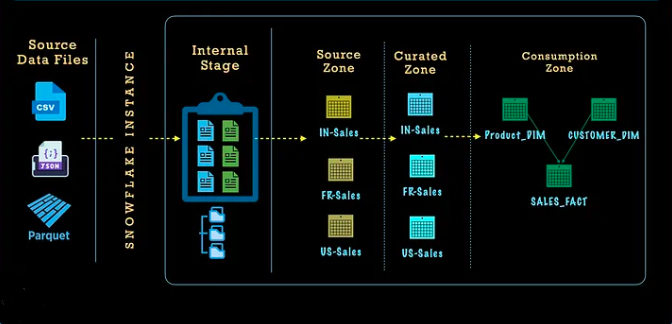 Source
Data Files
CSV
{;}
JSON
Parquet
SNOWFLAKE INSTANCE
Internal
Stage
Source
Zone
IN-Sales
FR-Sales
US-Sales
Curated
Zone
IN-Sales
FR-Sales
US-Sales
Consumption
Zone
Product_DIM
CUSTOMER_DIM
SALES_FACT